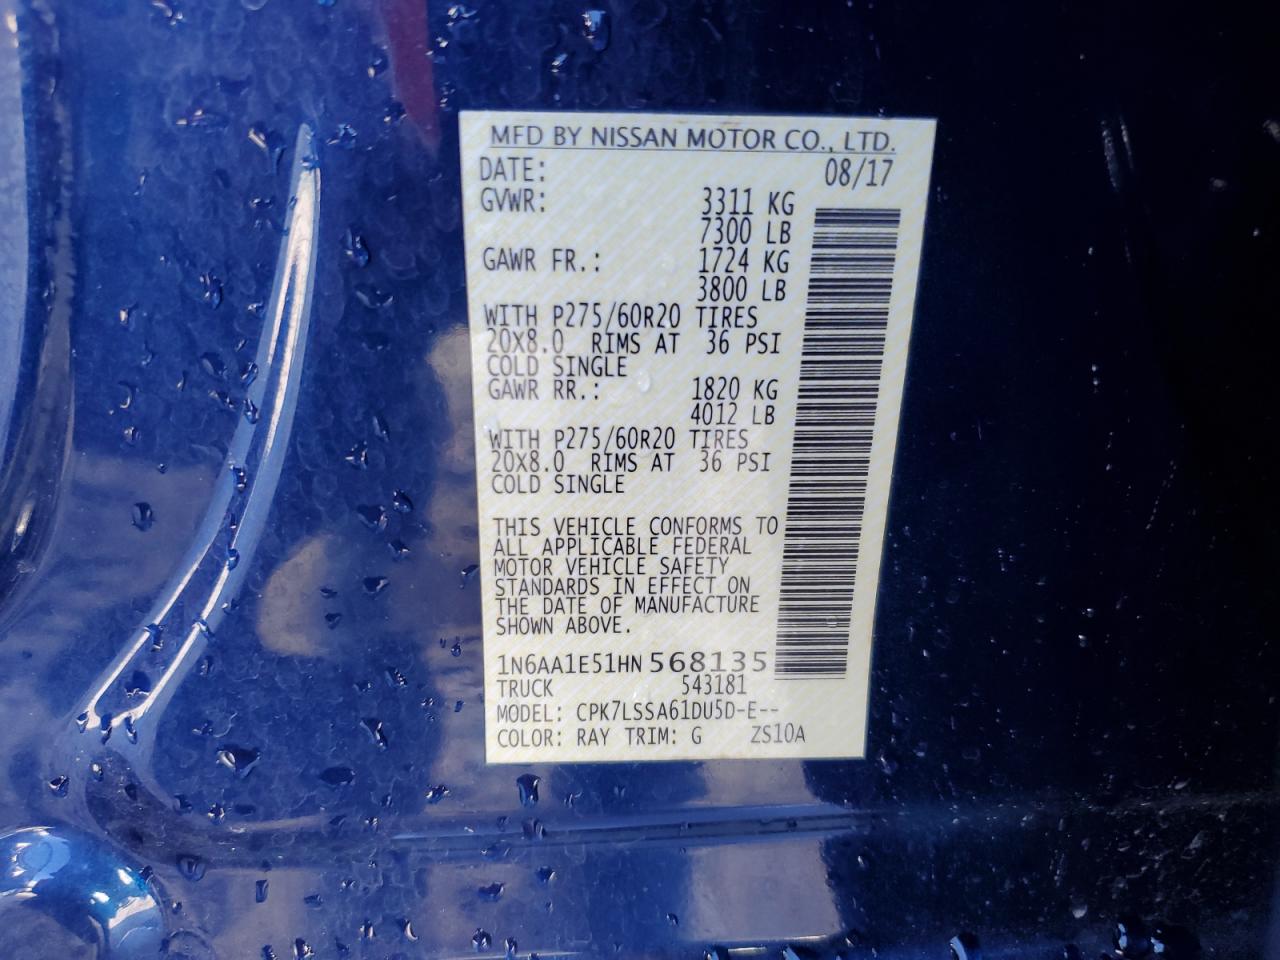 MFD BY NISSAN MOTOR CO., LTD.
DATE: 08/17
GVWR: 3311 KG
7300 LB
GAWR FR.: 1724 KG
3800 LB
WITH P275/60R20 TIRES
20X8.0 RIMS AT 36 PSI
COLD SINGLE
GAWR RR.: 1820 KG
4012 LB
WITH P275/60R20 TIRES
20X8.0 RIMS AT 36 PSI
COLD SINGLE
THIS VEHICLE CONFORMS TO
ALL APPLICABLE FEDERAL
MOTOR VEHICLE SAFETY
STANDARDS IN EFFECT ON
THE DATE OF MANUFACTURE
SHOWN ABOVE.
1N6AA1E51HN 568135
TRUCK 543181
MODEL: CPK7LSSA61DU5D-E--
COLOR: RAY TRIM: G ZS10A